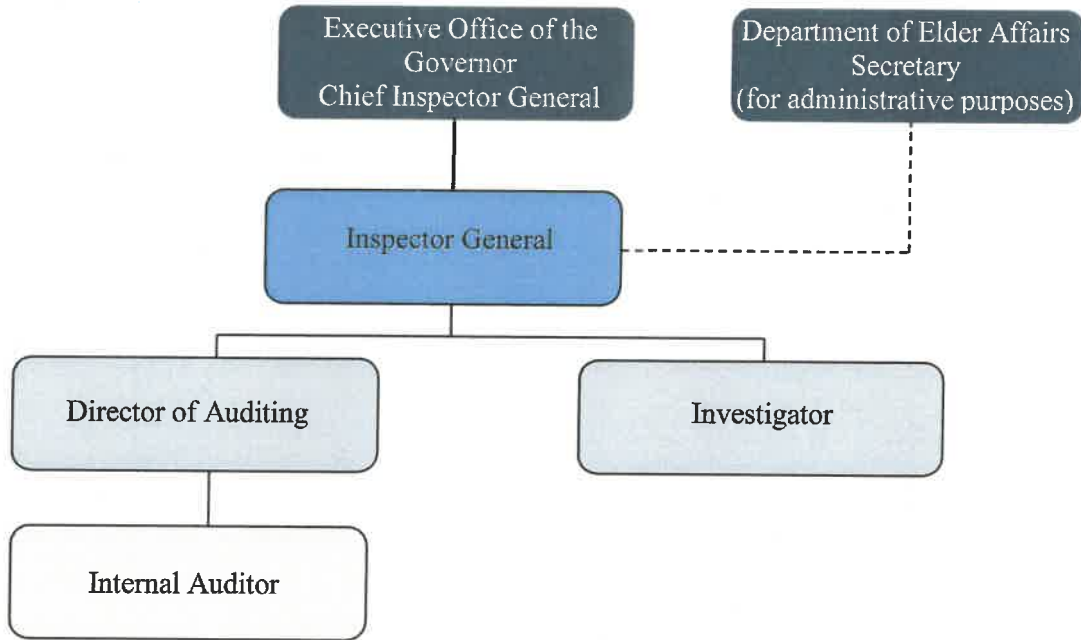 Executive Office of the
Governor
Chief Inspector General
Department of Elder Affairs
Secretary
(for administrative purposes)
Inspector General
Director of Auditing
Investigator
Internal Auditor